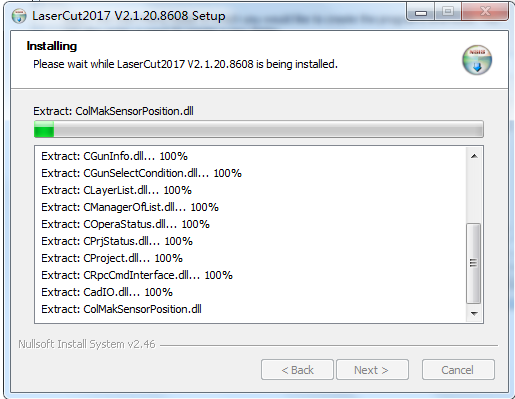 LaserCut2017 V2.1.20.8608 Setup
Installing
Please wait while LaserCut2017 V2.1.20.8608 is being installed.
Extract: ColMakSensorPosition.dll
Extract: CGunInfo.dll... 100%
Extract: CGunSelectCondition.dll... 100%
Extract: CLayerList.dll... 100%
Extract: CManagerOfList.dll... 100%
Extract: COperaStatus.dll... 100%
Extract: CPrjStatus.dll... 100%
Extract: CProject.dll... 100%
Extract: CRpcCmdInterface.dll... 100%
Extract: CadIO.dll... 100%
Extract: ColMakSensorPosition.dll
Nullsoft Install System v2.46
< Back Next > Cancel